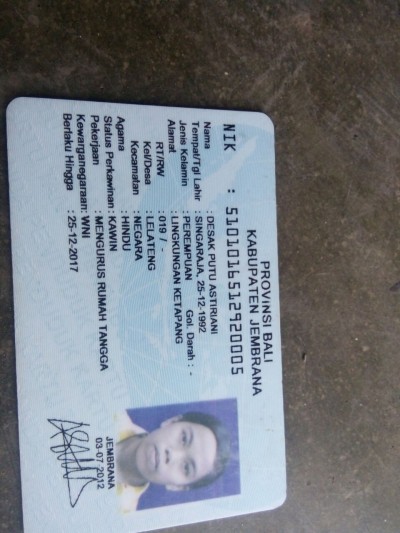 PROVINSI BALI
KABUPATEN JEMBRANA
NIK : 5101016512920005
Nama : DESAK PUTU ASTIRIANI
Tempat/Tgl Lahir : SINGARAJA, 25-12-1992
Jenis Kelamin : PEREMPUAN Gol. Darah : -
Alamat : LINGKUNGAN KETAPANG
RT/RW : 019 / -
Kel/Desa : LELATENG
Kecamatan : NEGARA
Agama : HINDU
Status Perkawinan : KAWIN
Pekerjaan : MENGURUS RUMAH TANGGA
Kewarganegaraan : WNI
Berlaku Hingga : 25-12-2017
JEMBRANA
03-07-2012